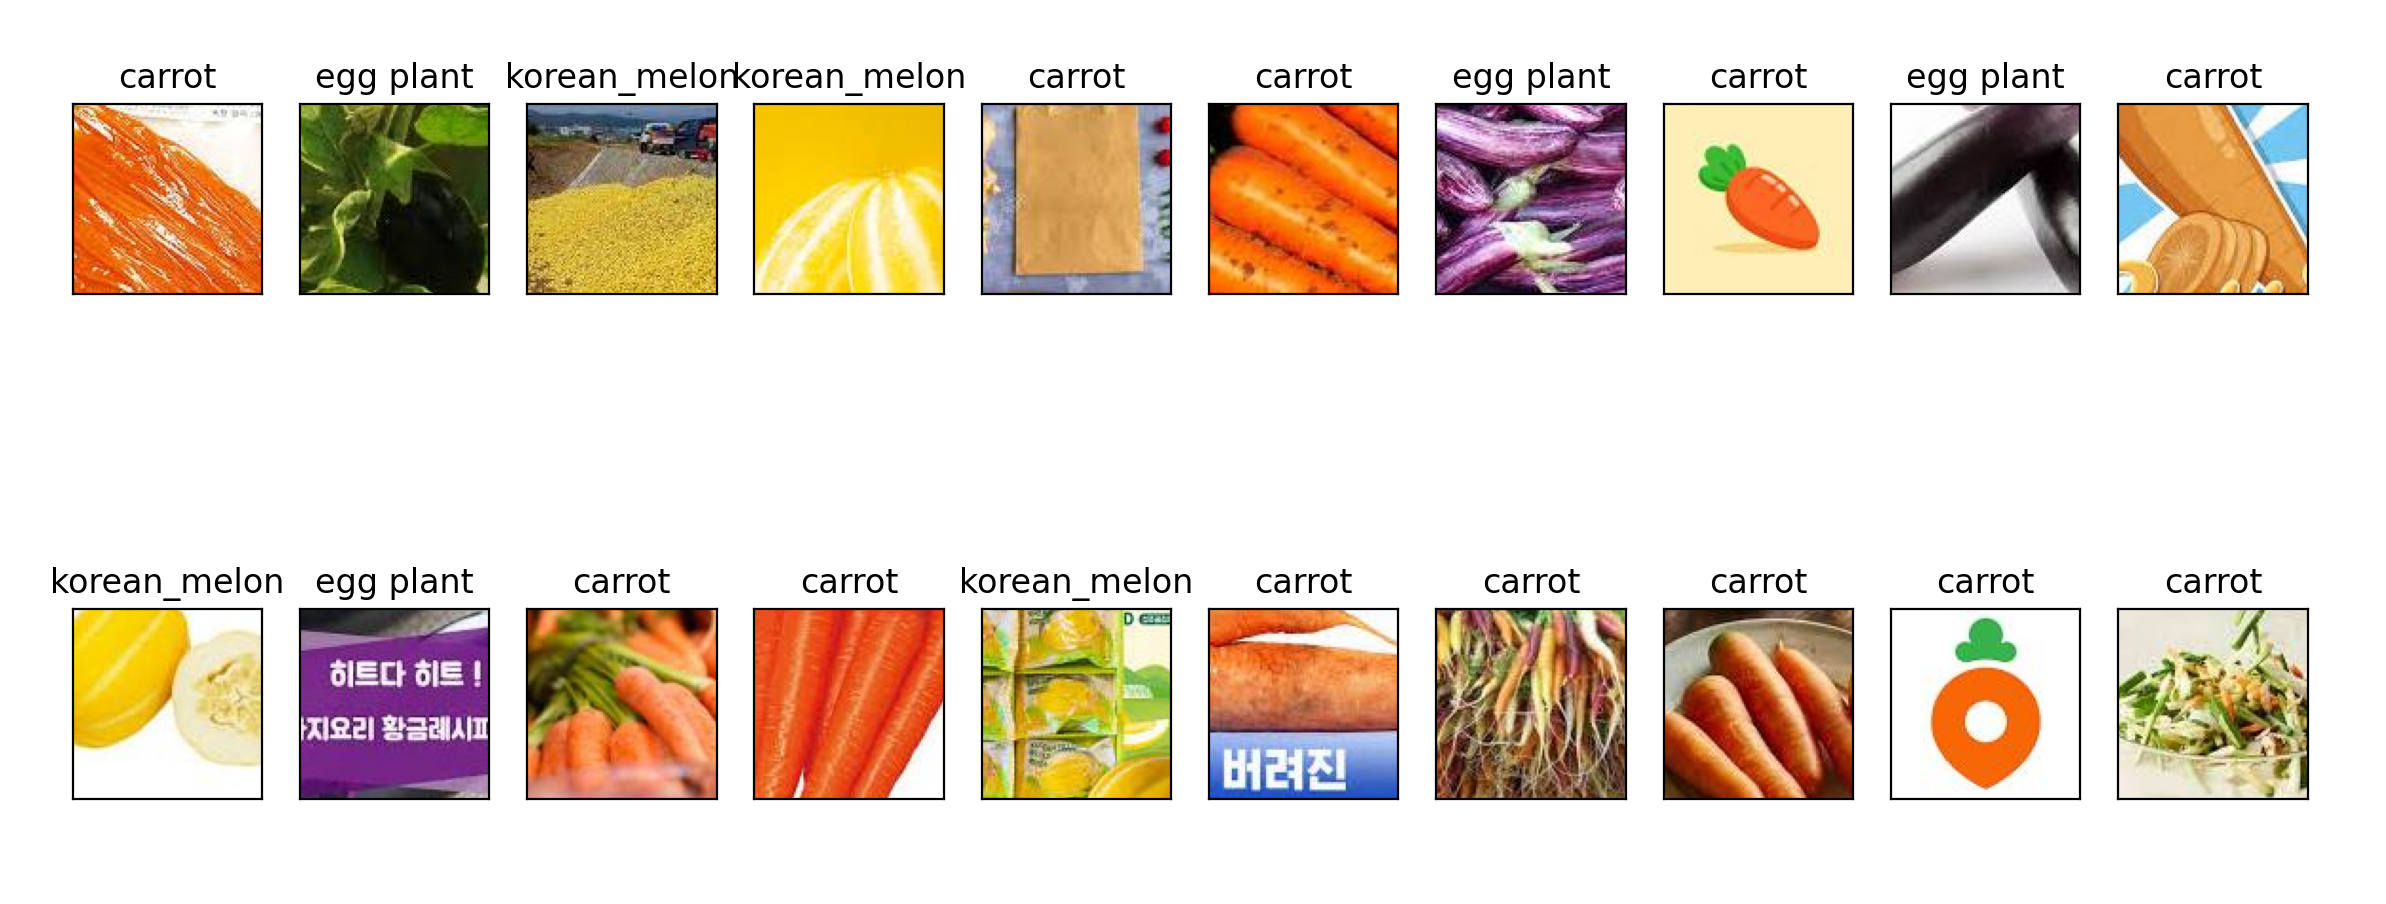 carrot
egg plant
korean_melon
korean_melon
carrot
carrot
egg plant
carrot
egg plant
carrot
korean_melon
egg plant
carrot
carrot
korean_melon
carrot
carrot
carrot
carrot
carrot
히트다 히트 !
가지요리 황금레시피
버려진